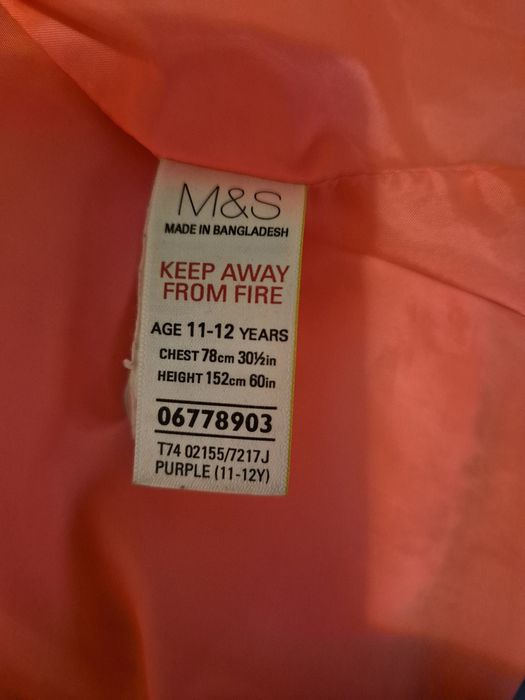 M&S
MADE IN BANGLADESH
KEEP AWAY
FROM FIRE
AGE 11-12 YEARS
CHEST 78cm 30½in
HEIGHT 152cm 60in
06778903
T74 02155/7217J
PURPLE (11-12Y)